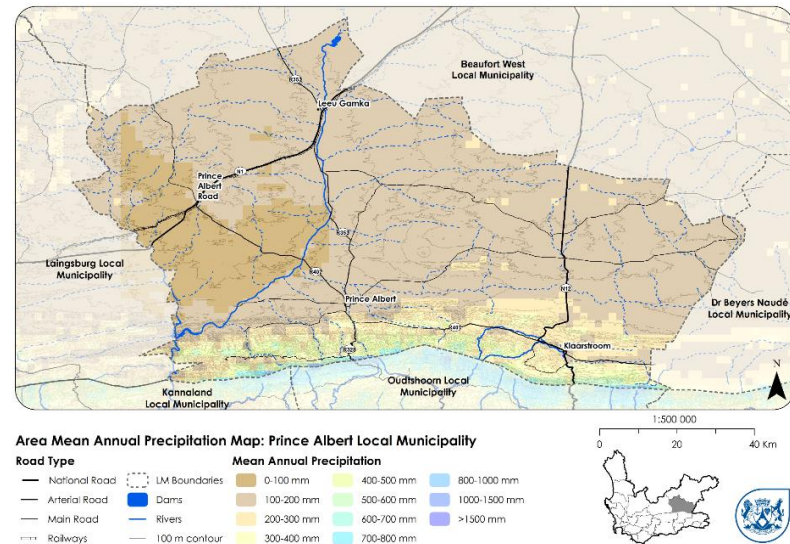 Beaufort West
Local Municipality
R353
Leeu Gamka
N1
Prince
Albert
Road
Laingsburg Local
Municipality
R353
R407
Prince Albert
N12
Dr Beyers Naudé
Local Municipality
R407
R328
Klaarstroom
Kannaland
Local Municipality
Oudtshoorn Local
Municipality
N
1:500 000
0 20 40 Km
Area Mean Annual Precipitation Map: Prince Albert Local Municipality
Road Type
Mean Annual Precipitation
National Road LM Boundaries 0-100 mm 400-500 mm 800-1000 mm
Arterial Road Dams 100-200 mm 500-600 mm 1000-1500 mm
Main Road Rivers 200-300 mm 600-700 mm >1500 mm
Railways 100 m contour 300-400 mm 700-800 mm